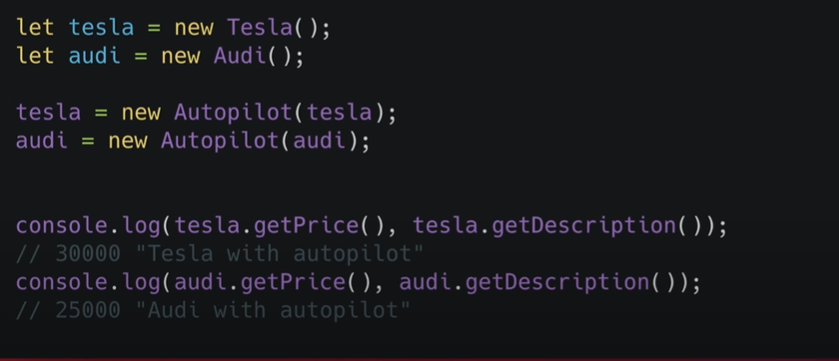 let tesla = new Tesla();
let audi = new Audi();
tesla = new Autopilot(tesla);
audi = new Autopilot(audi);
console.log(tesla.getPrice(), tesla.getDescription());
// 30000 "Tesla with autopilot"
console.log(audi.getPrice(), audi.getDescription());
// 25000 "Audi with autopilot"